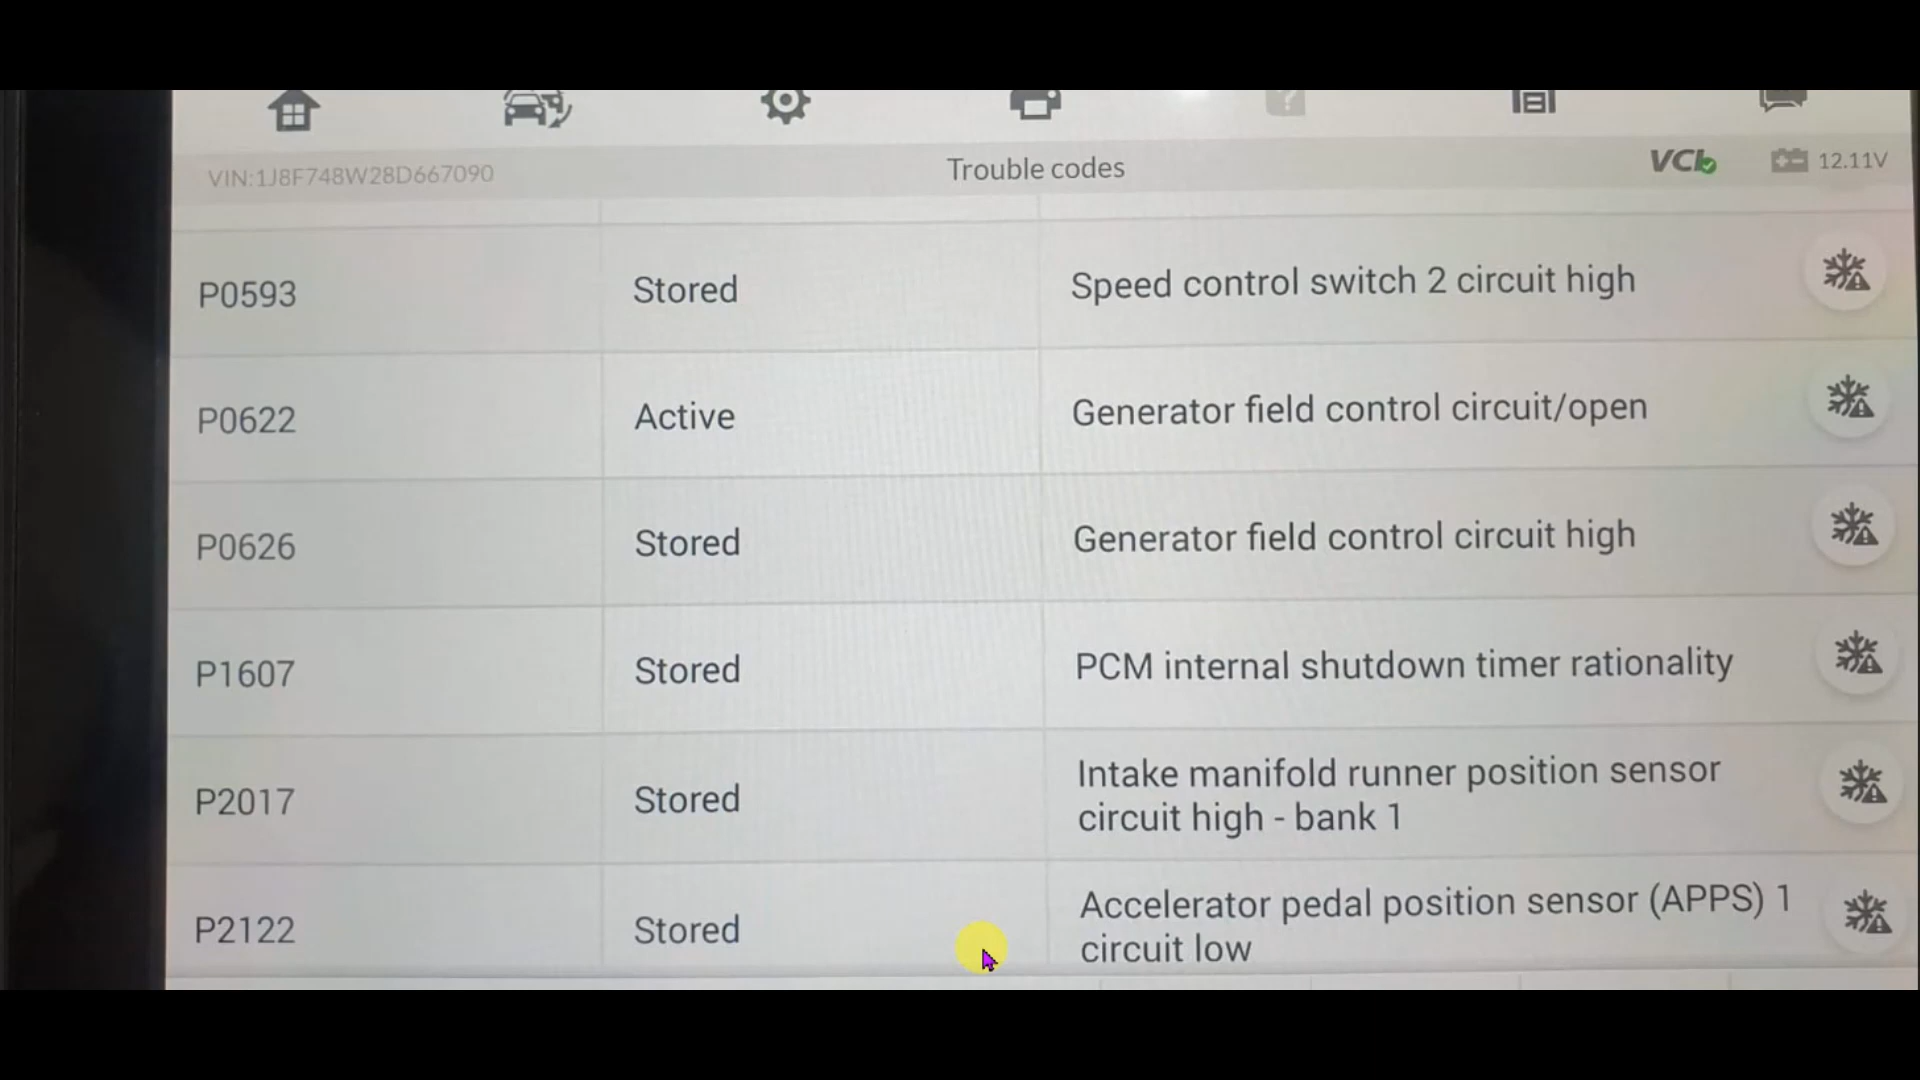 VIN:1J8F748W28D667090
Trouble codes
VCI
12.11V
P0593
Stored
Speed control switch 2 circuit high
P0622
Active
Generator field control circuit/open
P0626
Stored
Generator field control circuit high
P1607
Stored
PCM internal shutdown timer rationality
P2017
Stored
Intake manifold runner position sensor
circuit high - bank 1
P2122
Stored
Accelerator pedal position sensor (APPS) 1
circuit low